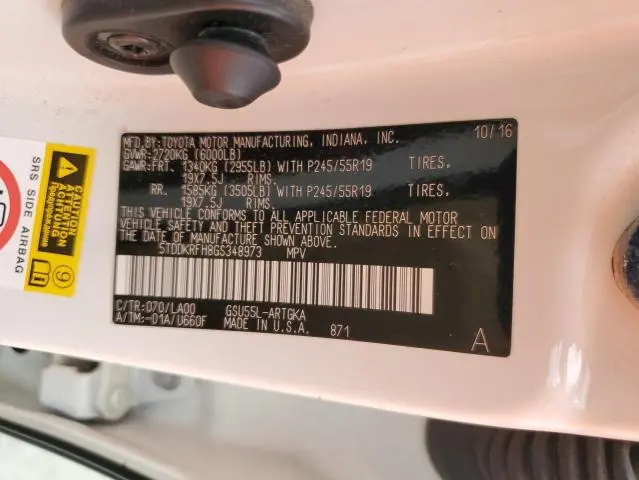 MFD.BY:TOYOTA MOTOR MANUFACTURING, INDIANA, INC. 10/16
GVWR:2720KG (6000LB)
GAWR:FRT. 1340KG (2955LB) WITH P245/55R19 TIRES.
19X7.5J RIMS.
RR. 1585KG (3505LB) WITH P245/55R19 TIRES.
19X7.5J RIMS.
THIS VEHICLE CONFORMS TO ALL APPLICABLE FEDERAL MOTOR
VEHICLE SAFETY AND THEFT PREVENTION STANDARDS IN EFFECT ON
THE DATE OF MANUFACTURE SHOWN ABOVE.
5TDDKRFH8GS348973 MPV
C/TR:070/LA00 GSU55L-ARTGKA
A/TM:-01A/U660F MADE IN U.S.A. 871
A
SRS SIDE AIRBAG
CAUTION
ATTENTION
Предупреждение
9